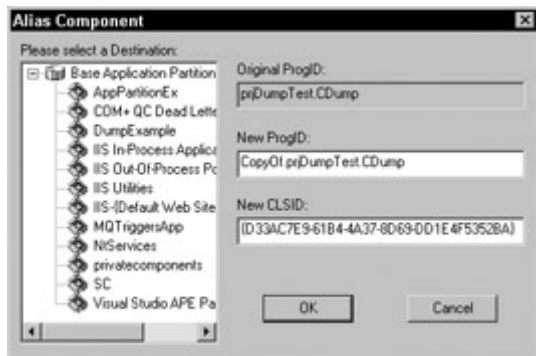 Alias Component
Please select a Destination:
Base Application Partition
AppPartitionEx
COM+ QC Dead Lette
DumpExample
IIS In-Process Applica
IIS Out-Of-Process Po
IIS Utilities
IIS-{Default Web Site
MQTriggersApp
NtServices
privatecomponents
SC
Visual Studio APE Pa
Original ProgID:
prjDumpTest.CDump
New ProgID:
CopyOf.prjDumpTest.CDump
New CLSID:
{D33AC7E9-61B4-4A37-8D69-DD1E4F5352BA}
OK
Cancel